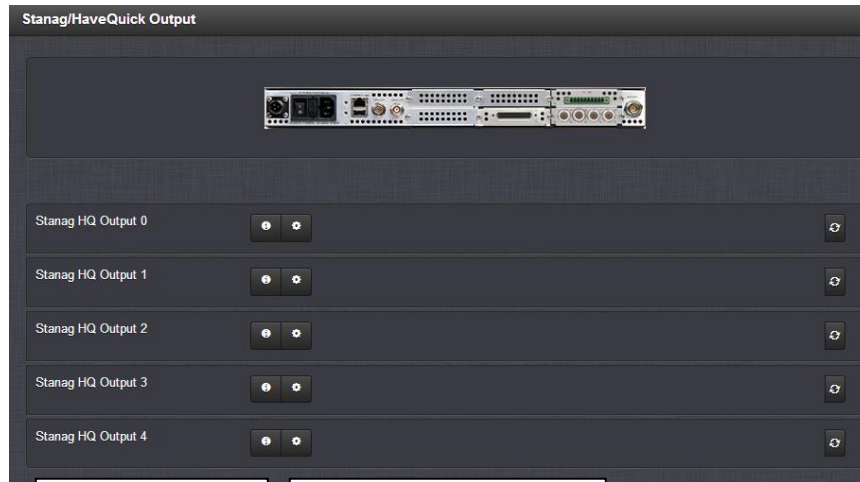 Stanag/HaveQuick Output
Stanag HQ Output 0
Stanag HQ Output 1
Stanag HQ Output 2
Stanag HQ Output 3
Stanag HQ Output 4